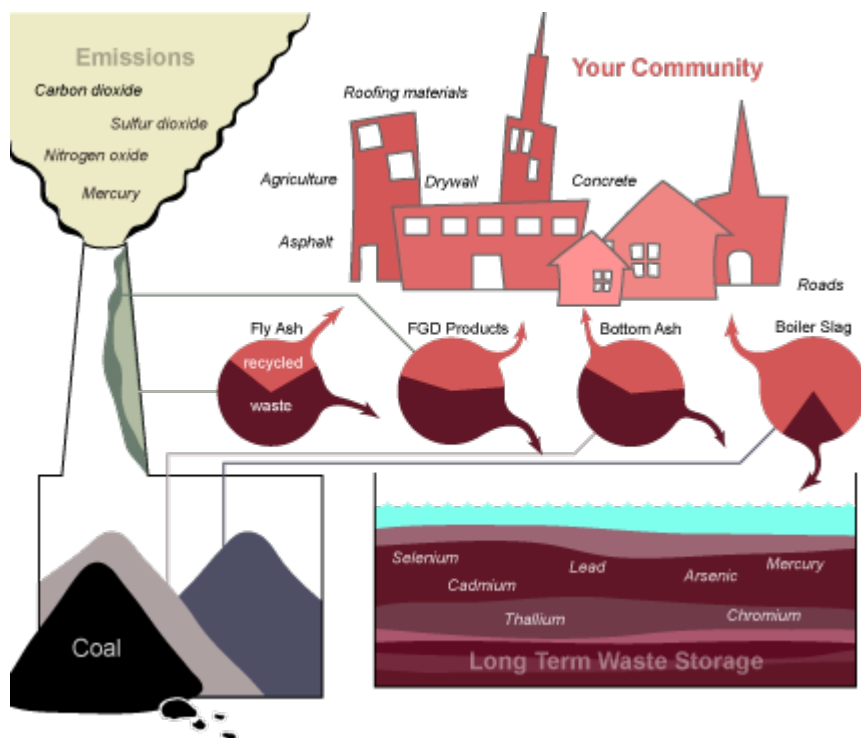 Emissions
Carbon dioxide
Sulfur dioxide
Nitrogen oxide
Mercury
Your Community
Roofing materials
Agriculture
Drywall
Concrete
Asphalt
Roads
Fly Ash
FGD Products
Bottom Ash
Boiler Slag
recycled
waste
Coal
Selenium
Lead
Mercury
Cadmium
Arsenic
Thallium
Chromium
Long Term Waste Storage